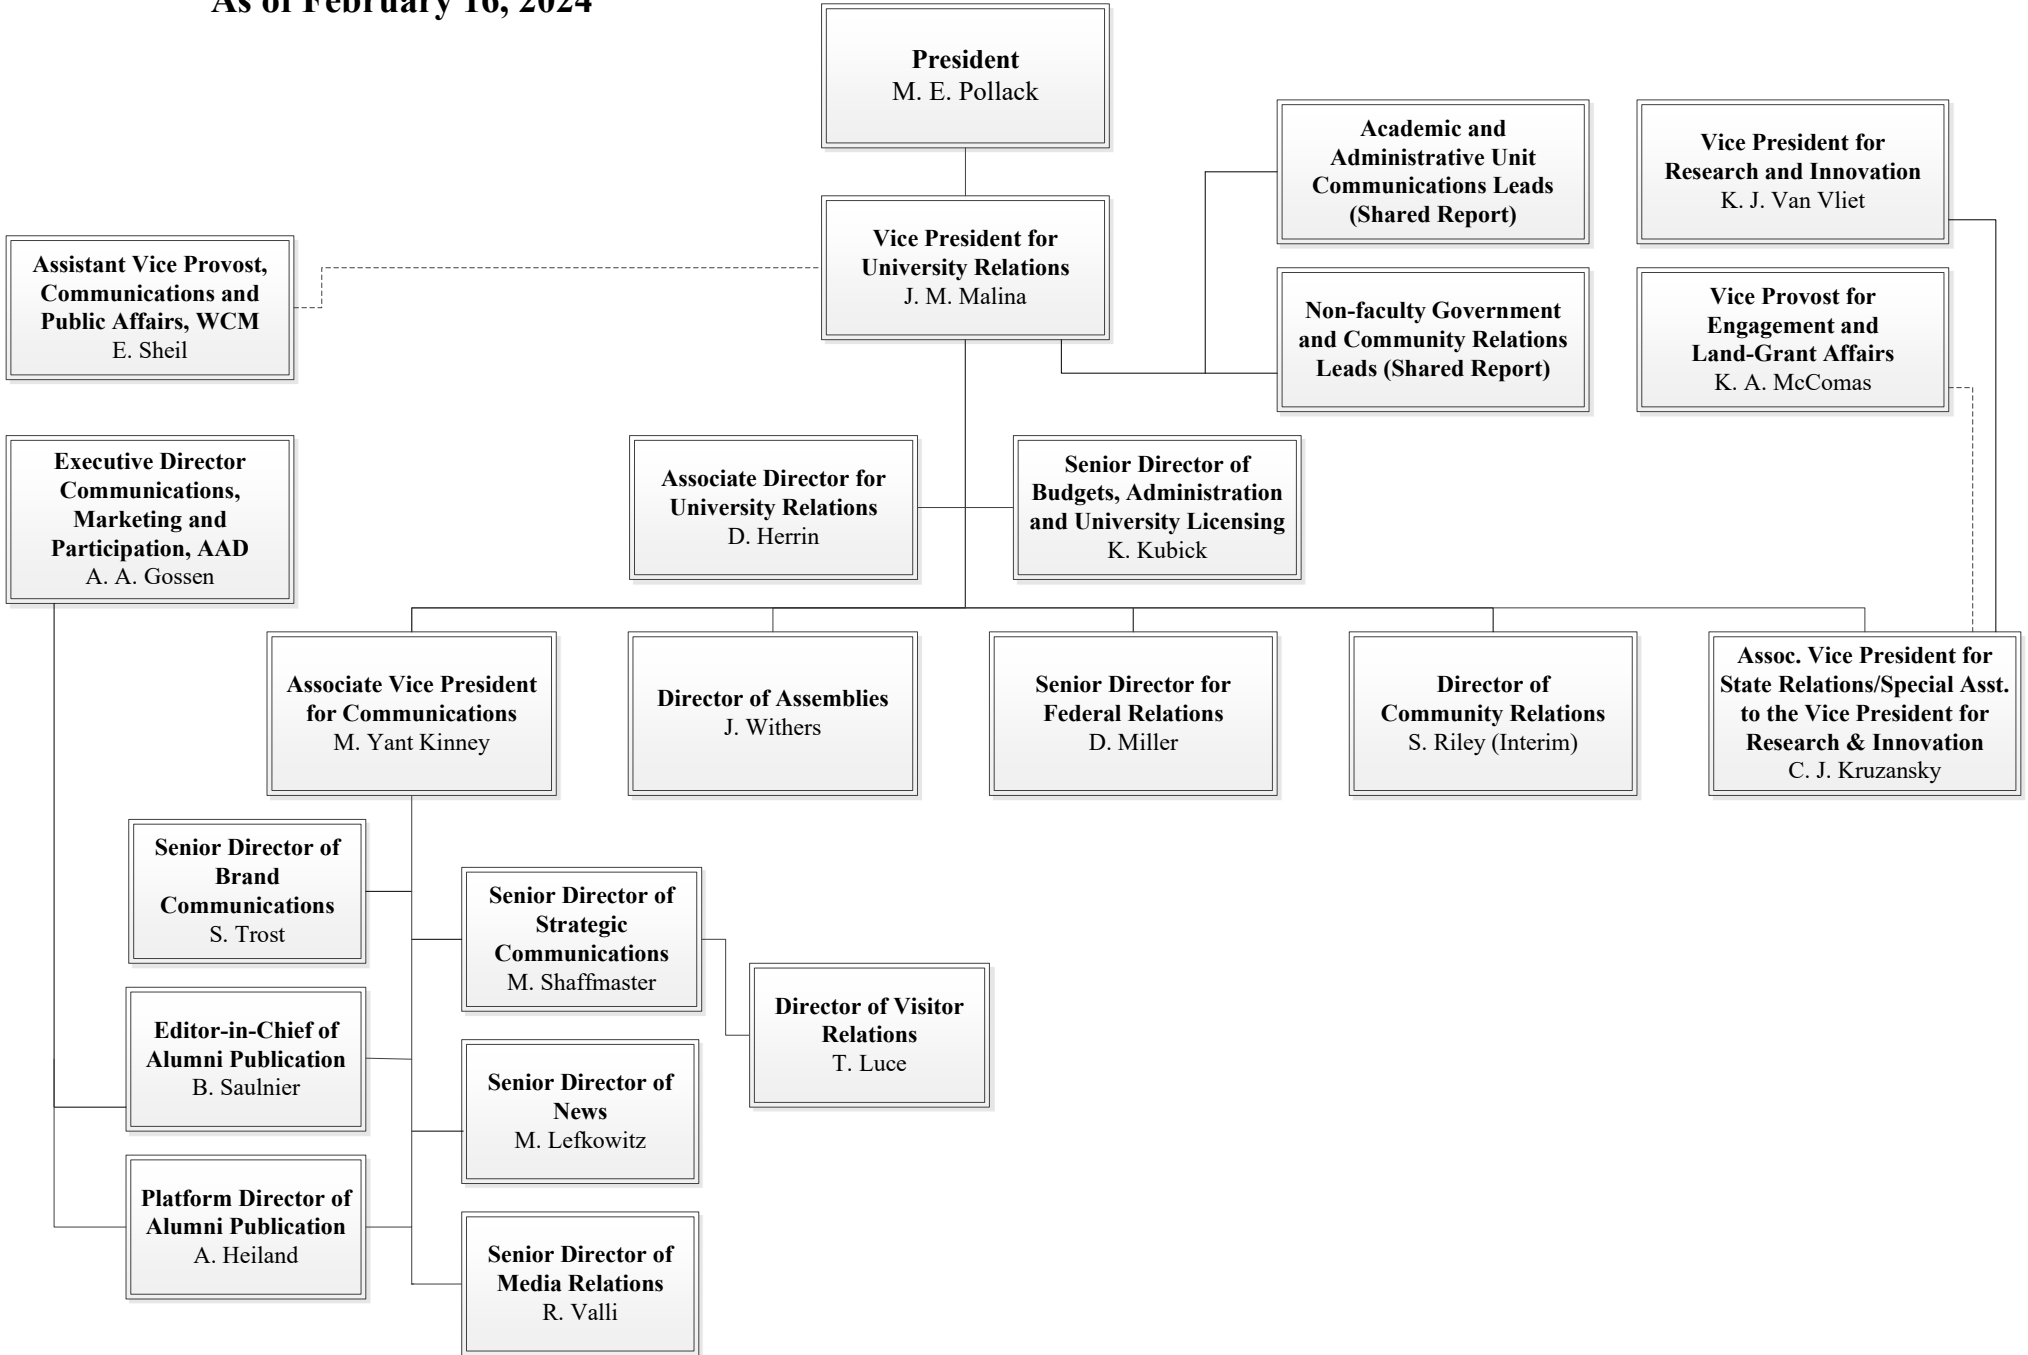 As of February 16, 2024
President
M. E. Pollack
Academic and
Administrative Unit
Communications Leads
(Shared Report)
Vice President for
Research and Innovation
K. J. Van Vliet
Vice President for
University Relations
J. M. Malina
Assistant Vice Provost,
Communications and
Public Affairs, WCM
E. Sheil
Non-faculty Government
and Community Relations
Leads (Shared Report)
Vice Provost for
Engagement and
Land-Grant Affairs
K. A. McComas
Executive Director
Communications,
Marketing and
Participation, AAD
A. A. Gossen
Associate Director for
University Relations
D. Herrin
Senior Director of
Budgets, Administration
and University Licensing
K. Kubick
Associate Vice President
for Communications
M. Yant Kinney
Director of Assemblies
J. Withers
Senior Director for
Federal Relations
D. Miller
Director of
Community Relations
S. Riley (Interim)
Assoc. Vice President for
State Relations/Special Asst.
to the Vice President for
Research & Innovation
C. J. Kruzansky
Senior Director of
Brand
Communications
S. Trost
Senior Director of
Strategic
Communications
M. Shaffmaster
Director of Visitor
Relations
T. Luce
Editor-in-Chief of
Alumni Publication
B. Saulnier
Senior Director of
News
M. Lefkowitz
Platform Director of
Alumni Publication
A. Heiland
Senior Director of
Media Relations
R. Valli